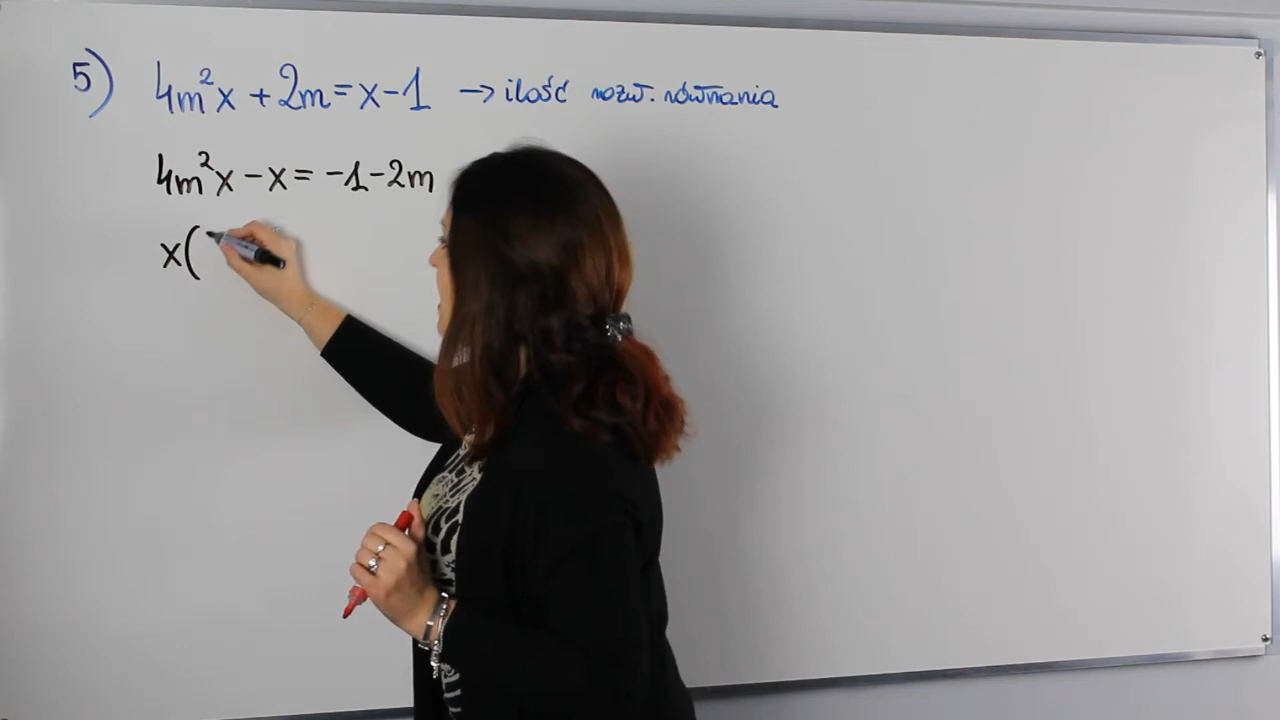 5) 4m²x + 2m = x - 1 → ilość rozw. równania
4m²x - x = -1 - 2m
x(